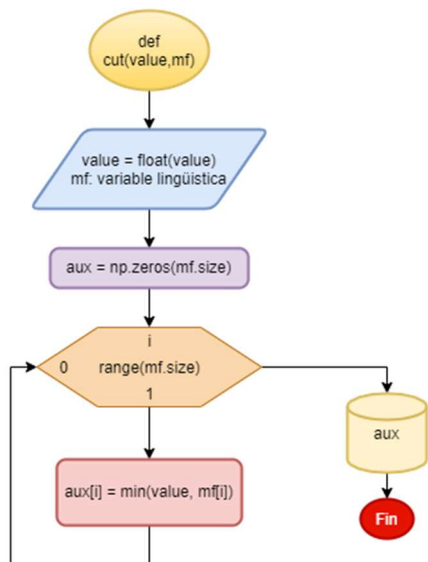 def
cut(value,mf)
value = float(value)
mf: variable lingüistica
aux = np.zeros(mf.size)
i
0 range(mf.size)
1
aux
aux[i] = min(value, mf[i])
Fin